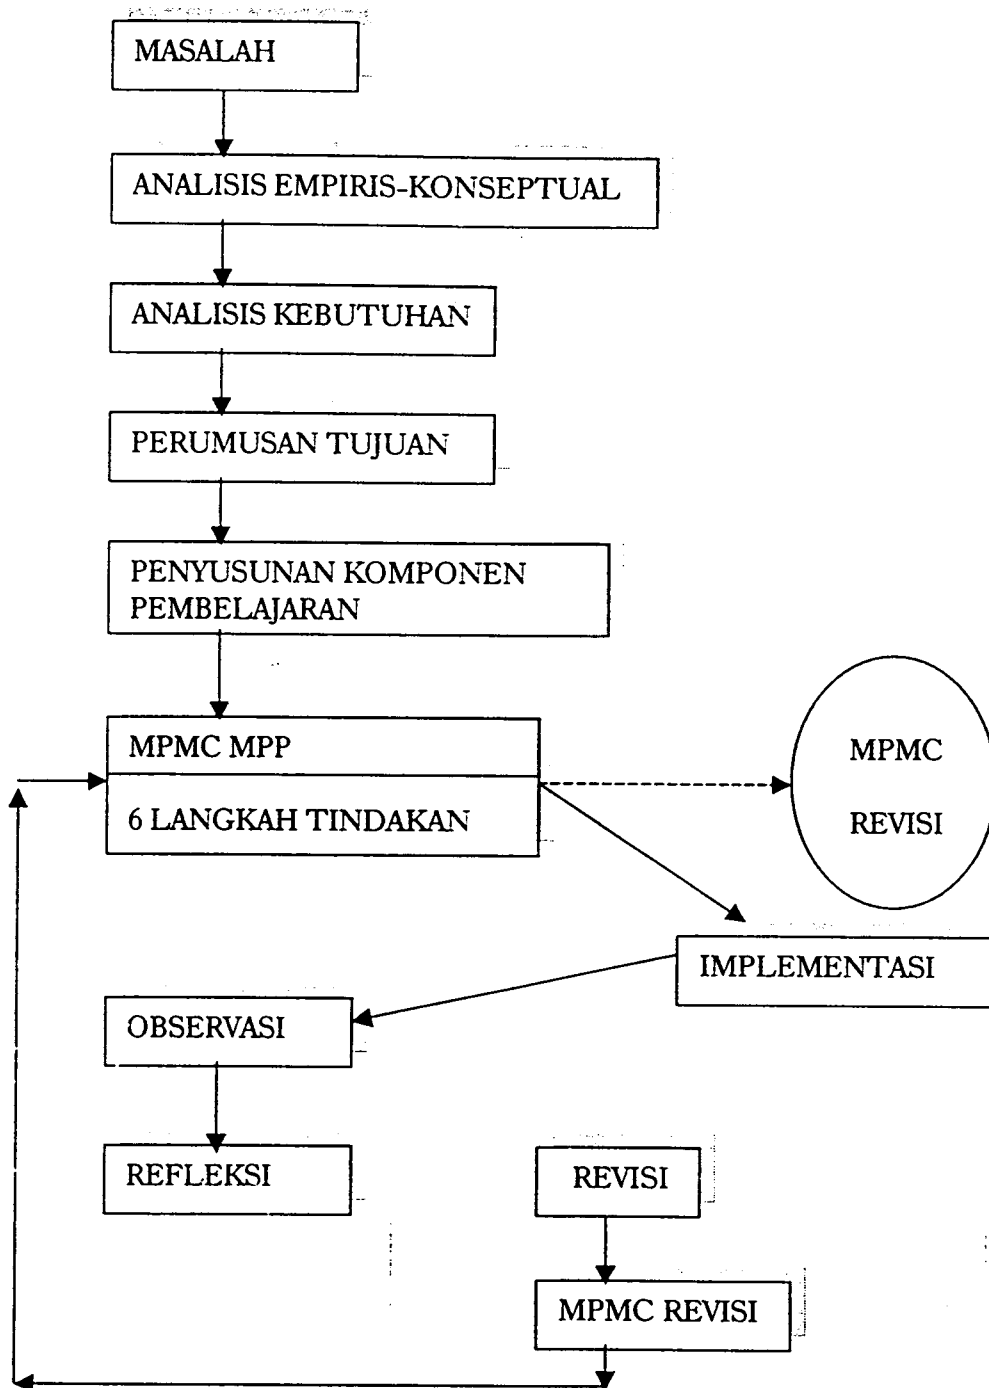 MASALAH
ANALISIS EMPIRIS-KONSEPTUAL
ANALISIS KEBUTUHAN
PERUMUSAN TUJUAN
PENYUSUNAN KOMPONEN
PEMBELAJARAN
MPMC MPP
6 LANGKAH TINDAKAN
MPMC
REVISI
IMPLEMENTASI
OBSERVASI
REFLEKSI
REVISI
MPMC REVISI